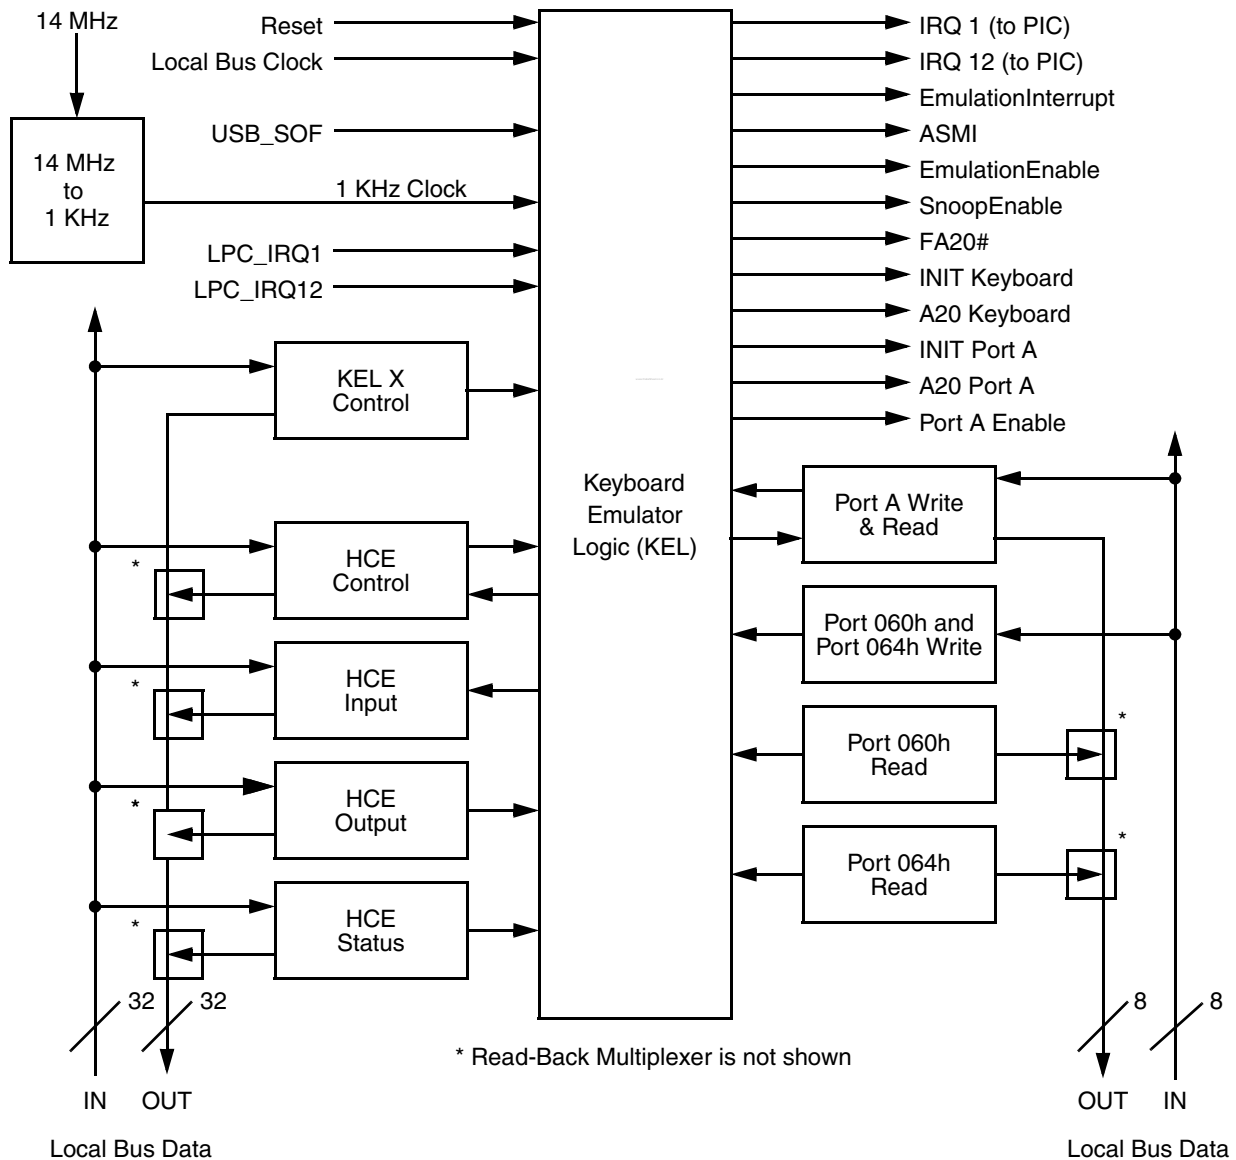 14 MHz
Reset
IRQ 1 (to PIC)
Local Bus Clock
IRQ 12 (to PIC)
EmulationInterrupt
USB_SOF
ASMI
14 MHz
to
1 KHz
EmulationEnable
1 KHz Clock
SnoopEnable
LPC_IRQ1
FA20#
LPC_IRQ12
INIT Keyboard
A20 Keyboard
INIT Port A
A20 Port A
Port A Enable
KEL X
Control
Keyboard
Emulator
Logic (KEL)
Port A Write
& Read
*
HCE
Control
Port 060h and
Port 064h Write
*
HCE
Input
Port 060h
Read
*
*
HCE
Output
Port 064h
Read
*
*
HCE
Status
32
32
8
8
* Read-Back Multiplexer is not shown
IN
OUT
OUT
IN
Local Bus Data
Local Bus Data